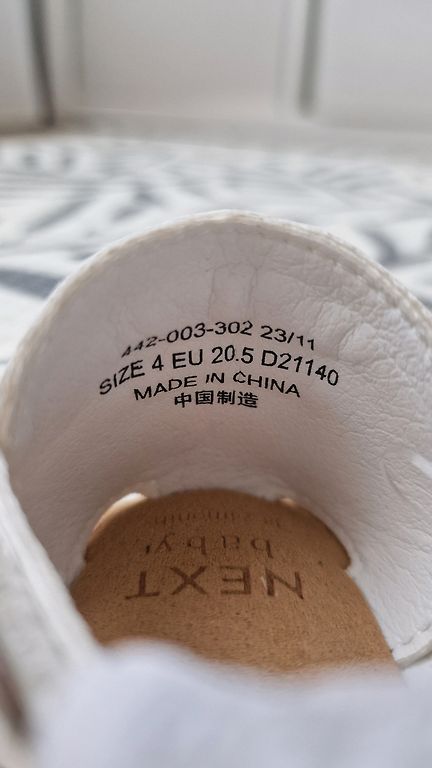 442-003-302 23/11
SIZE 4 EU 20.5 D21140
MADE IN CHINA
中国制造
NEXT
baby